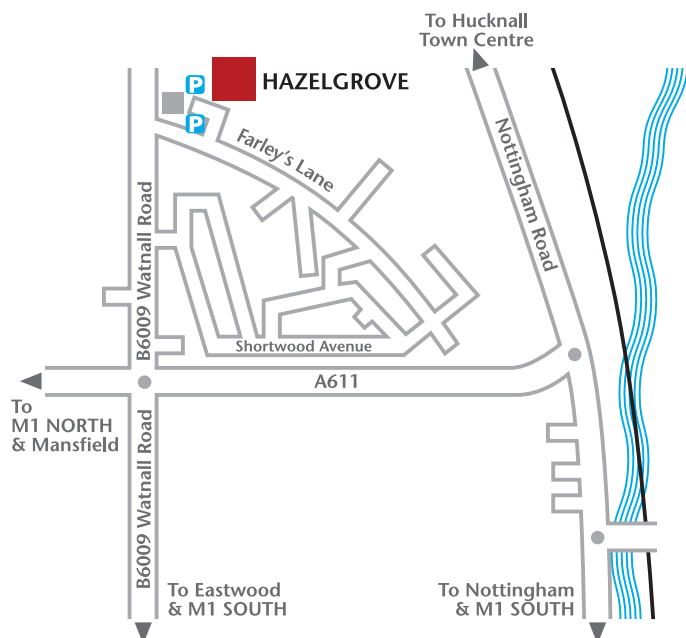 To Hucknall
Town Centre
P
HAZELGROVE
P
Farley's Lane
Nottingham Road
B6009 Watnall Road
Shortwood Avenue
A611
To
M1 NORTH
& Mansfield
B6009 Watnall Road
To Eastwood
& M1 SOUTH
To Nottingham
& M1 SOUTH